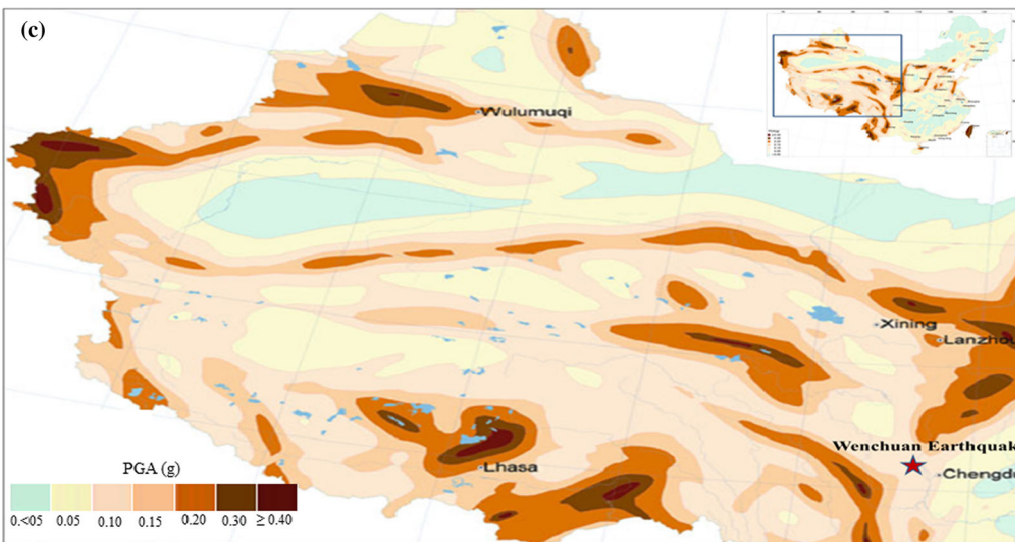 (c)
Wulumuqi
Xining
Lanzhou
Wenchuan Earthquak
Chengdu
Lhasa
PGA (g)
0.<05 0.05 0.10 0.15 0.20 0.30 ≥ 0.40